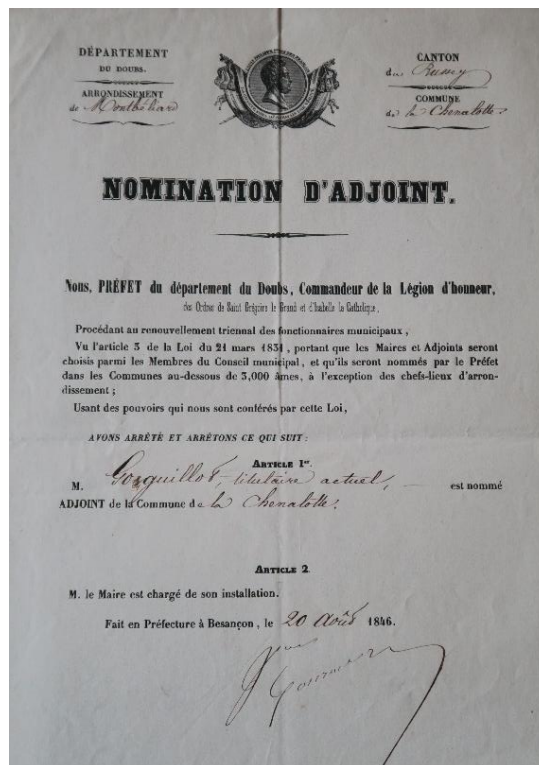 DÉPARTEMENT
DU DOUBS.
ARRONDISSEMENT
de Montbéliard
CANTON
du Russey
COMMUNE
de la Chenalotte.
NOMINATION D'ADJOINT.
Nous, PRÉFET du département du Doubs, Commandeur de la Légion d'honneur,
des Ordres de Saint Grégoire le Grand et d'Isabelle la Catholique,
Procédant au renouvellement triennal des fonctionnaires municipaux,
Vu l'article 3 de la Loi du 21 mars 1831, portant que les Maires et Adjoints seront
choisis parmi les Membres du Conseil municipal, et qu'ils seront nommés par le Préfet
dans les Communes au-dessous de 3,000 âmes, à l'exception des chefs-lieux d'arron-
dissement;
Usant des pouvoirs qui nous sont conférés par cette Loi,
AVONS ARRÊTÉ ET ARRÊTONS CE QUI SUIT:
ARTICLE 1er.
M. Gorguillot, titulaire actuel, — est nommé
ADJOINT de la Commune de la Chenalotte.
ARTICLE 2
M. le Maire est chargé de son installation.
Fait en Préfecture à Besançon, le 20 Août 1846.